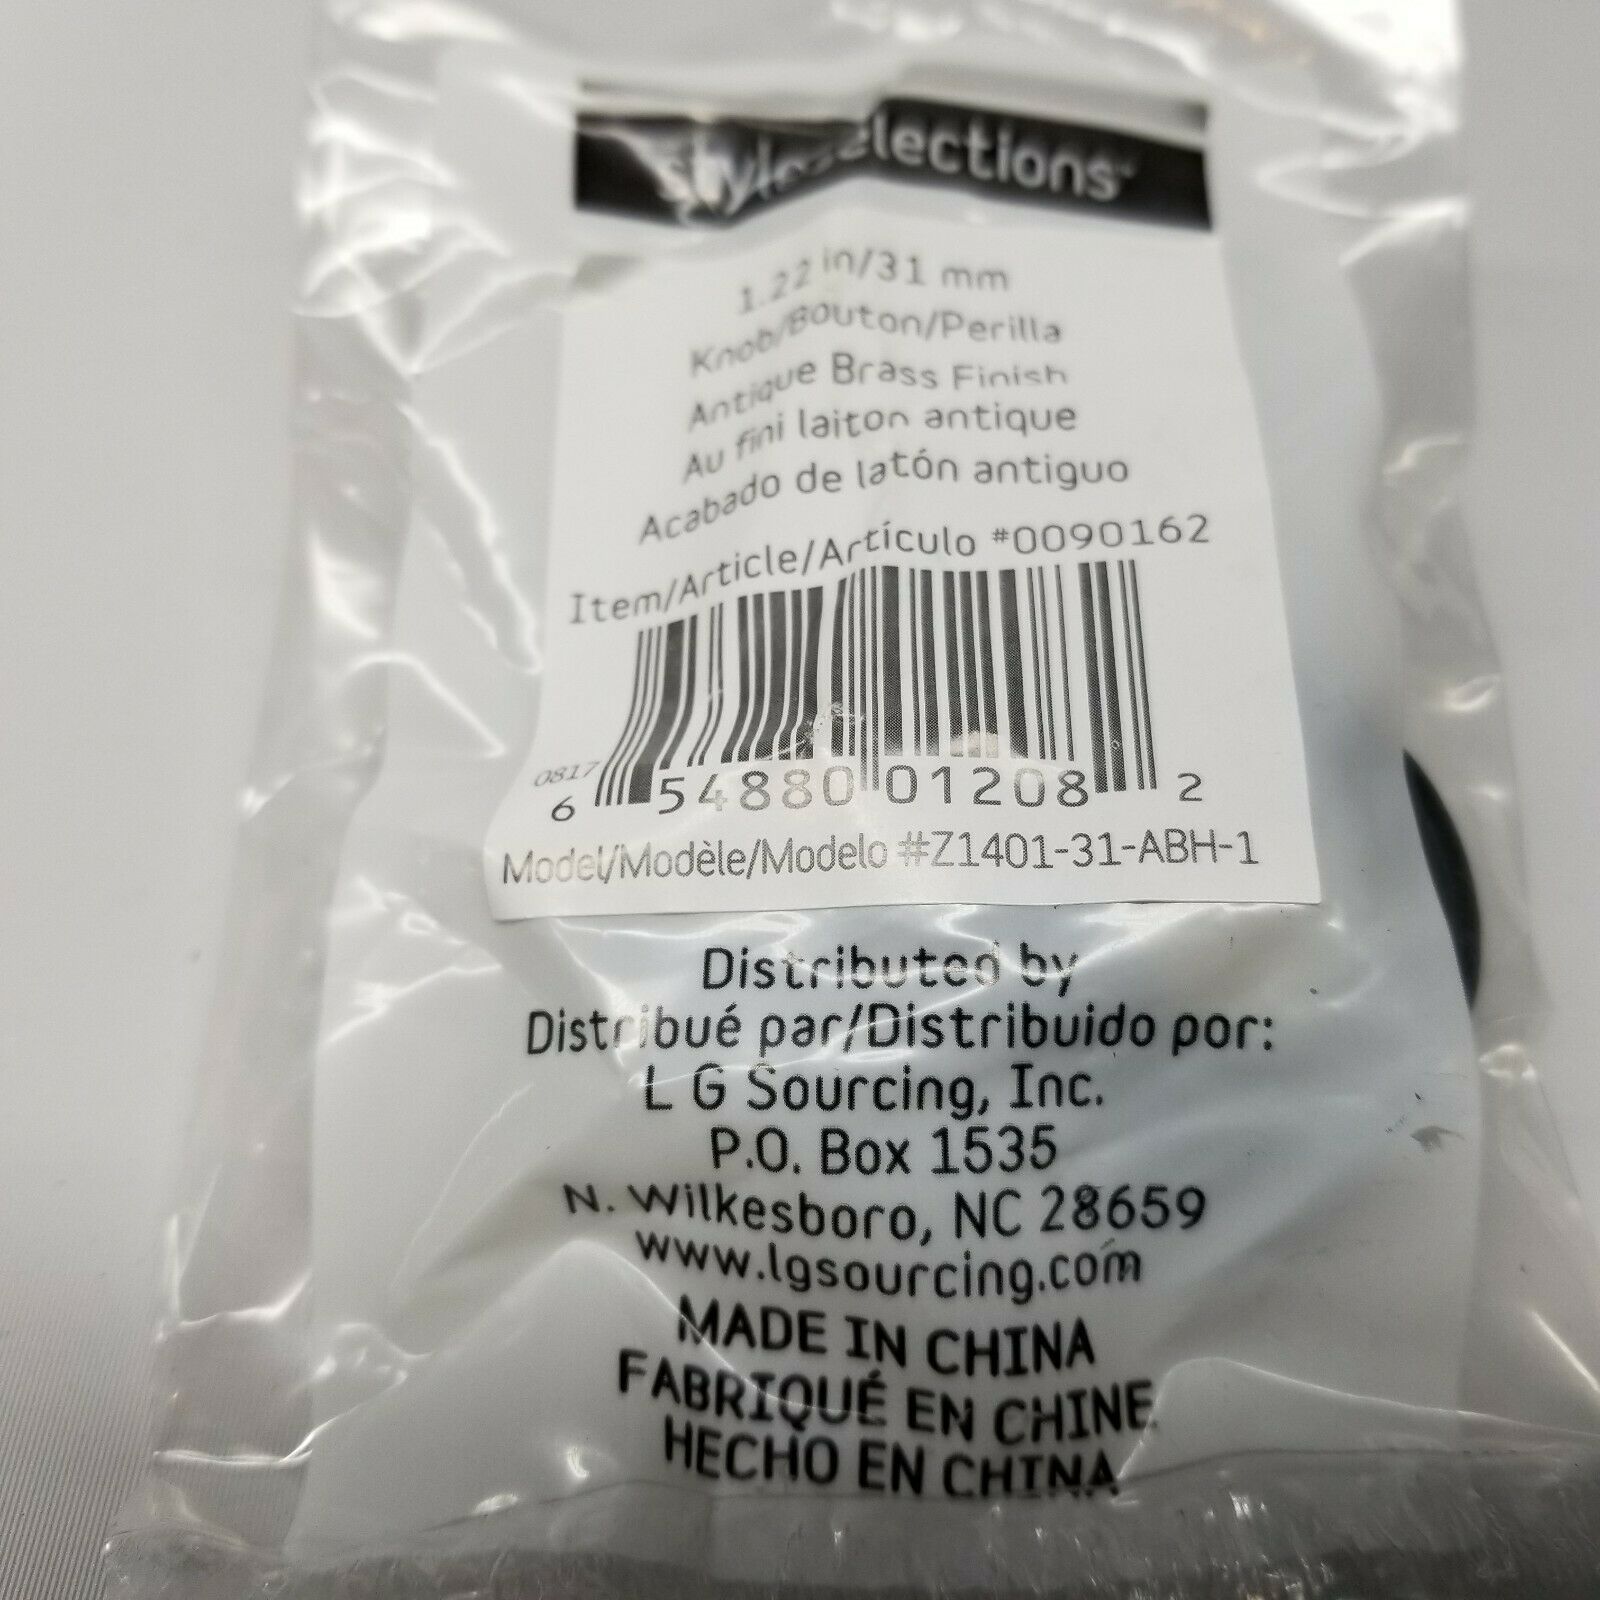 style selections™
1.22 in/31 mm
Knob/Bouton/Perilla
Antique Brass Finish
Au fini laiton antique
Acabado de latón antiguo
Item/Article/Artículo #0090162
0817
6 54880 01208 2
Model/Modèle/Modelo #Z1401-31-ABH-1
Distributed by
Distribué par/Distribuido por:
L G Sourcing, Inc.
P.O. Box 1535
N. Wilkesboro, NC 28659
www.lgsourcing.com
MADE IN CHINA
FABRIQUÉ EN CHINE
HECHO EN CHINA